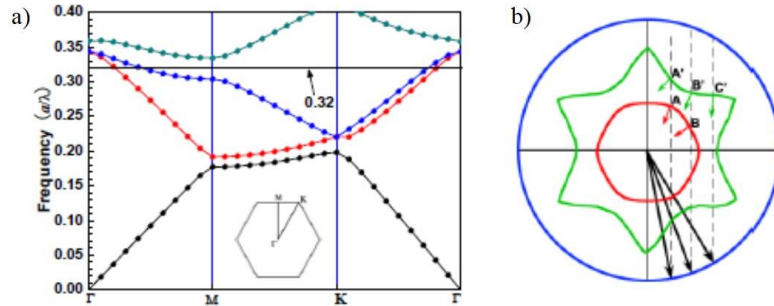 a)
Frequency (a/λ)
0.40
0.35
0.30
0.25
0.20
0.15
0.10
0.05
0.00
0.32
M
K
Γ
Γ
M
K
Γ
b)
A'
B'
C'
A
B